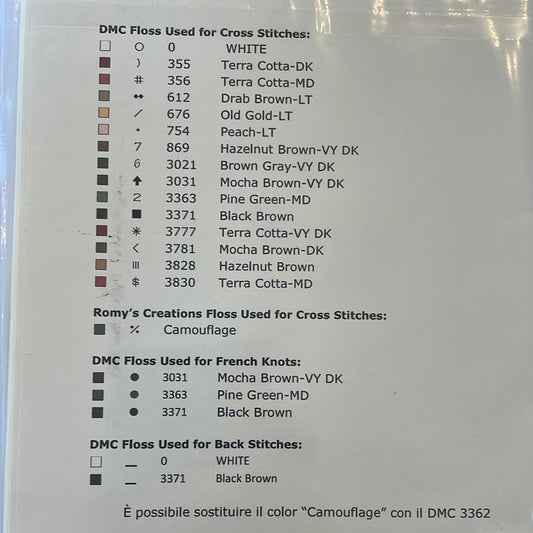 DMC Floss Used for Cross Stitches:
O 0 WHITE
) 355 Terra Cotta-DK
# 356 Terra Cotta-MD
◆◆ 612 Drab Brown-LT
/ 676 Old Gold-LT
• 754 Peach-LT
7 869 Hazelnut Brown-VY DK
6 3021 Brown Gray-VY DK
↑ 3031 Mocha Brown-VY DK
2 3363 Pine Green-MD
■ 3371 Black Brown
✳ 3777 Terra Cotta-VY DK
< 3781 Mocha Brown-DK
III 3828 Hazelnut Brown
$ 3830 Terra Cotta-MD
Romy's Creations Floss Used for Cross Stitches:
٪ Camouflage
DMC Floss Used for French Knots:
● 3031 Mocha Brown-VY DK
● 3363 Pine Green-MD
● 3371 Black Brown
DMC Floss Used for Back Stitches:
— 0 WHITE
— 3371 Black Brown
È possibile sostituire il color "Camouflage" con il DMC 3362